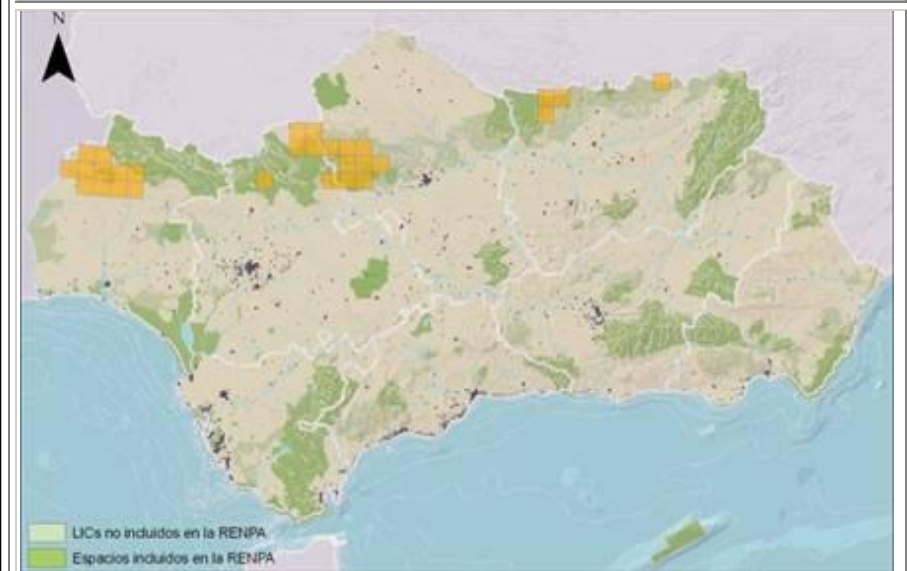 N
LICs no incluidos en la RENPA
Espacios incluidos en la RENPA